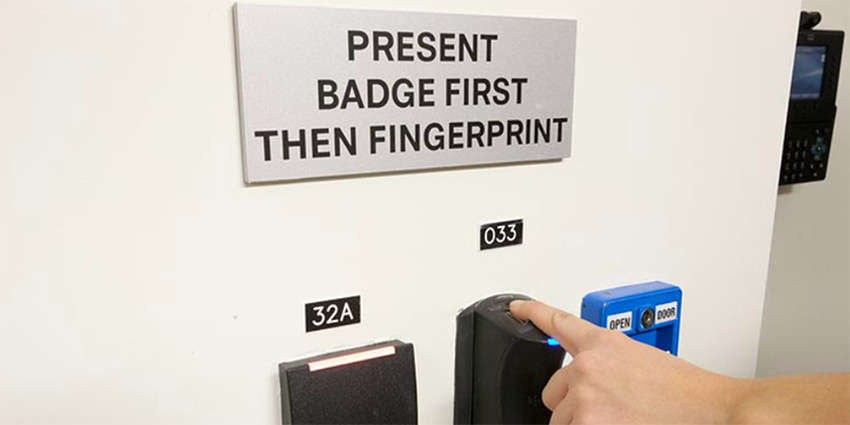 PRESENT
BADGE FIRST
THEN FINGERPRINT
033
32A
OPEN DOOR